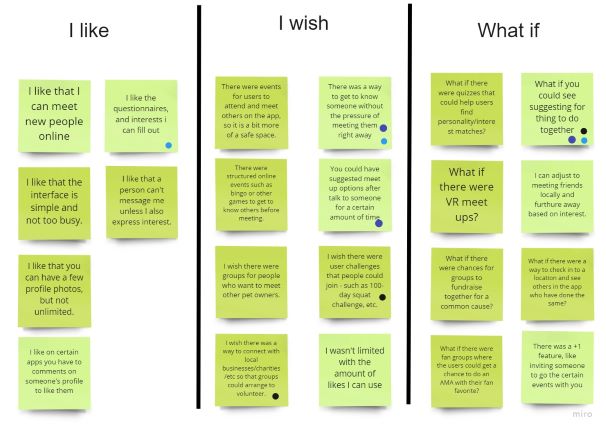 I like
I wish
What if
I like that I
can meet
new people
online
I like the
questionnaires,
and interests i
can fill out
I like that the
interface is
simple and
not too busy.
I like that a
person can't
message me
unless I also
express interest.
I like that you
can have a few
profile photos,
but not
unlimited.
I like on certain
apps you have to
comments on
someone's profile
to like them
There were events
for users to
attend and meet
others on the app,
so it is a bit more
of a safe space.
There was a way
to get to know
someone without
the pressure of
meeting them
right away
There were
structured online
events such as
bingo or other
games to get to
know others before
meeting.
You could have
suggested meet
up options after
talk to someone
for a certain
amount of time
I wish there were
groups for people
who want to meet
other pet owners.
I wish there were
user challenges
that people could
join - such as 100-
day squat
challenge, etc.
I wish there was a
way to connect with
local
businesses/charities
/etc so that groups
could arrange to
volunteer.
I wasn't limited
with the
amount of
likes I can use
What if there
were quizzes that
could help users
find
personality/intere
st matches?
What if you
could see
suggesting for
thing to do
together
What if
there were
VR meet
ups?
I can adjust to
meeting friends
locally and
furthure away
based on interest.
What if there
were chances for
groups to
fundraise
together for a
common cause?
What if there were a
way to check in to a
location and see
others in the app
who have done the
same?
What if there were
fan groups where
the users could get a
chance to do an
AMA with their fan
favorite?
There was a +1
feature, like
inviting someone
to go the certain
events with you
miro